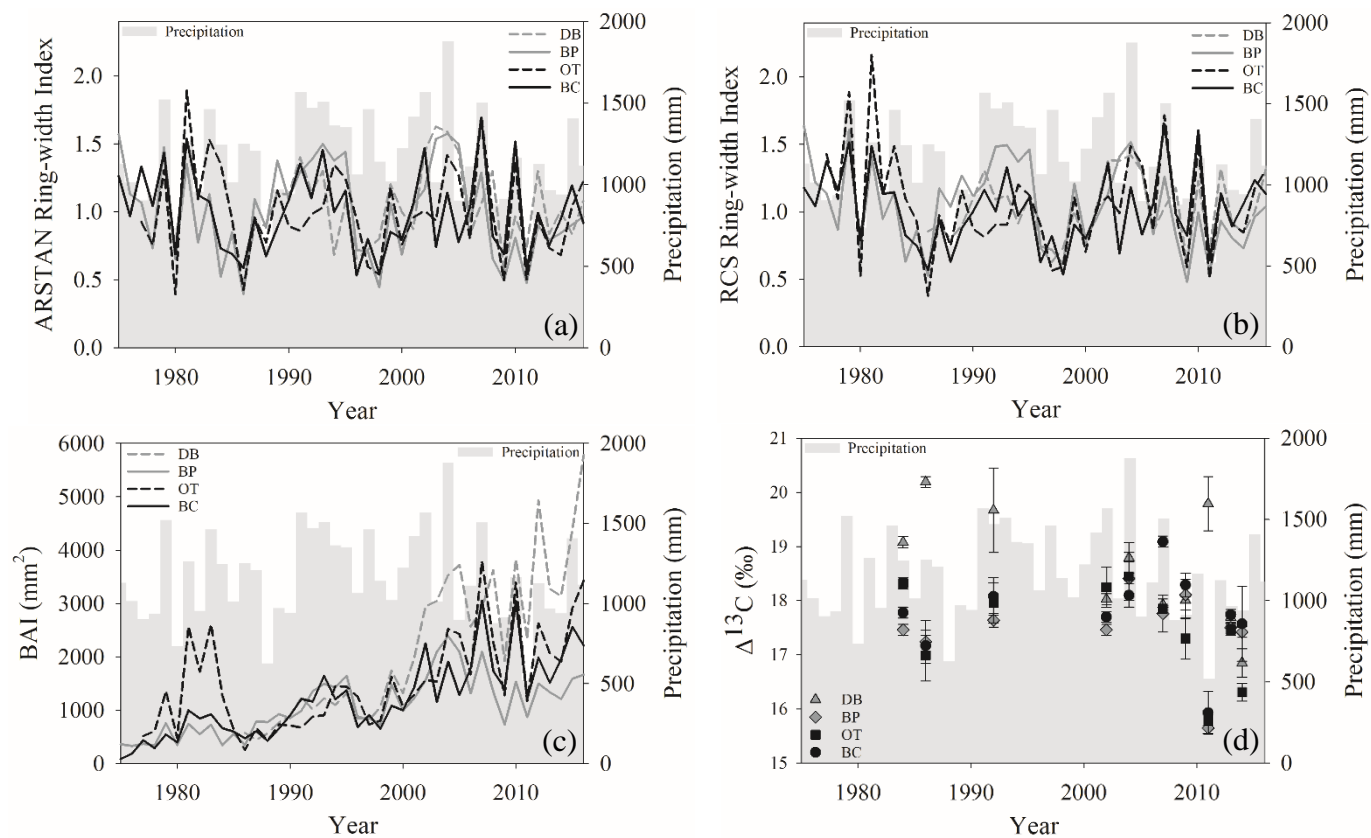 Precipitation
DB
BP
OT
BC
2.0
1.5
1.0
0.5
0.0
ARSTAN Ring-width Index
2000
1500
1000
500
0
Precipitation (mm)
(a)
1980 1990 2000 2010
Year
Precipitation
DB
BP
OT
BC
2.0
1.5
1.0
0.5
0.0
RCS Ring-width Index
2000
1500
1000
500
0
Precipitation (mm)
(b)
1980 1990 2000 2010
Year
DB
BP
OT
BC
Precipitation
6000
5000
4000
3000
2000
1000
0
BAI (mm²)
2000
1500
1000
500
0
Precipitation (mm)
(c)
1980 1990 2000 2010
Year
Precipitation
21
20
19
18
17
16
15
Δ¹³C (‰)
2000
1500
1000
500
0
Precipitation (mm)
DB
BP
OT
BC
(d)
1980 1990 2000 2010
Year